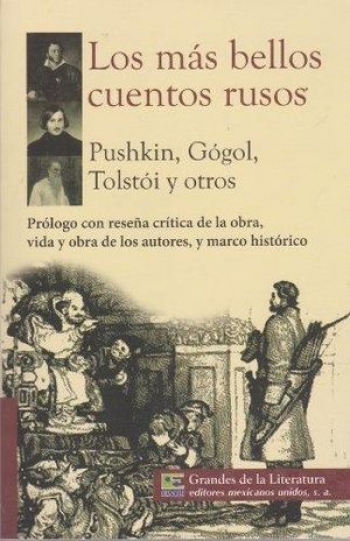 Los más bellos
cuentos rusos
Pushkin, Gógol,
Tolstói y otros
Prólogo con reseña crítica de la obra,
vida y obra de los autores, y marco histórico
Grandes de la Literatura
editores mexicanos unidos, s. a.